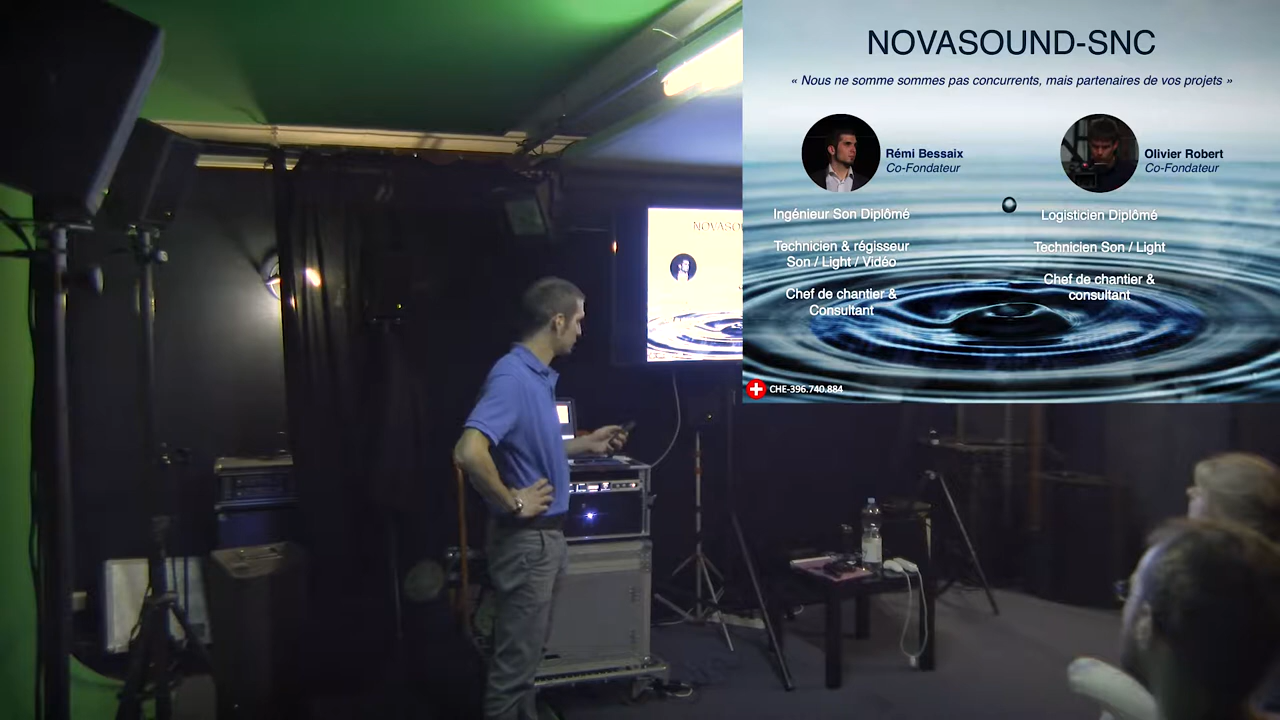 NOVASOUND-SNC
« Nous ne somme sommes pas concurrents, mais partenaires de vos projets »
Rémi Bessaix
Co-Fondateur
Olivier Robert
Co-Fondateur
Ingénieur Son Diplômé
Technicien & régisseur
Son / Light / Vidéo
Chef de chantier &
Consultant
Logisticien Diplômé
Technicien Son / Light
Chef de chantier &
consultant
CHE-396.740.884